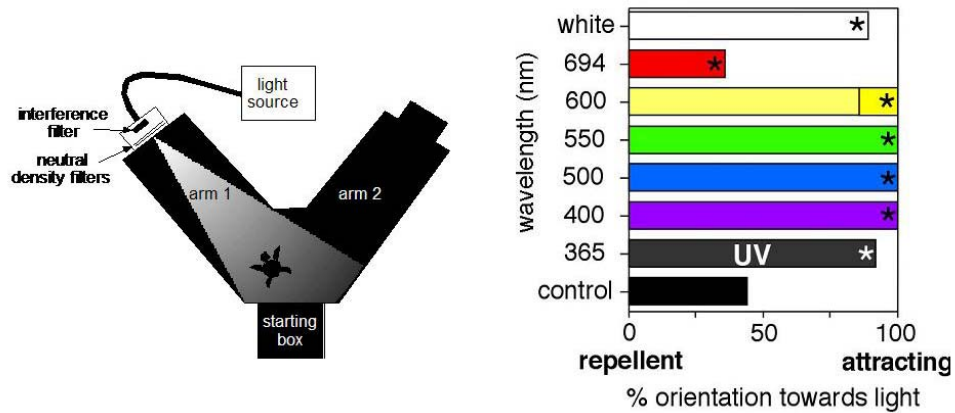 light
source
interference
filter
neutral
density filters
arm 1
arm 2
starting
box
wavelength (nm)
white
694
600
550
500
400
365
control
*
*
*
*
*
*
UV *
0
50
100
repellent
attracting
% orientation towards light